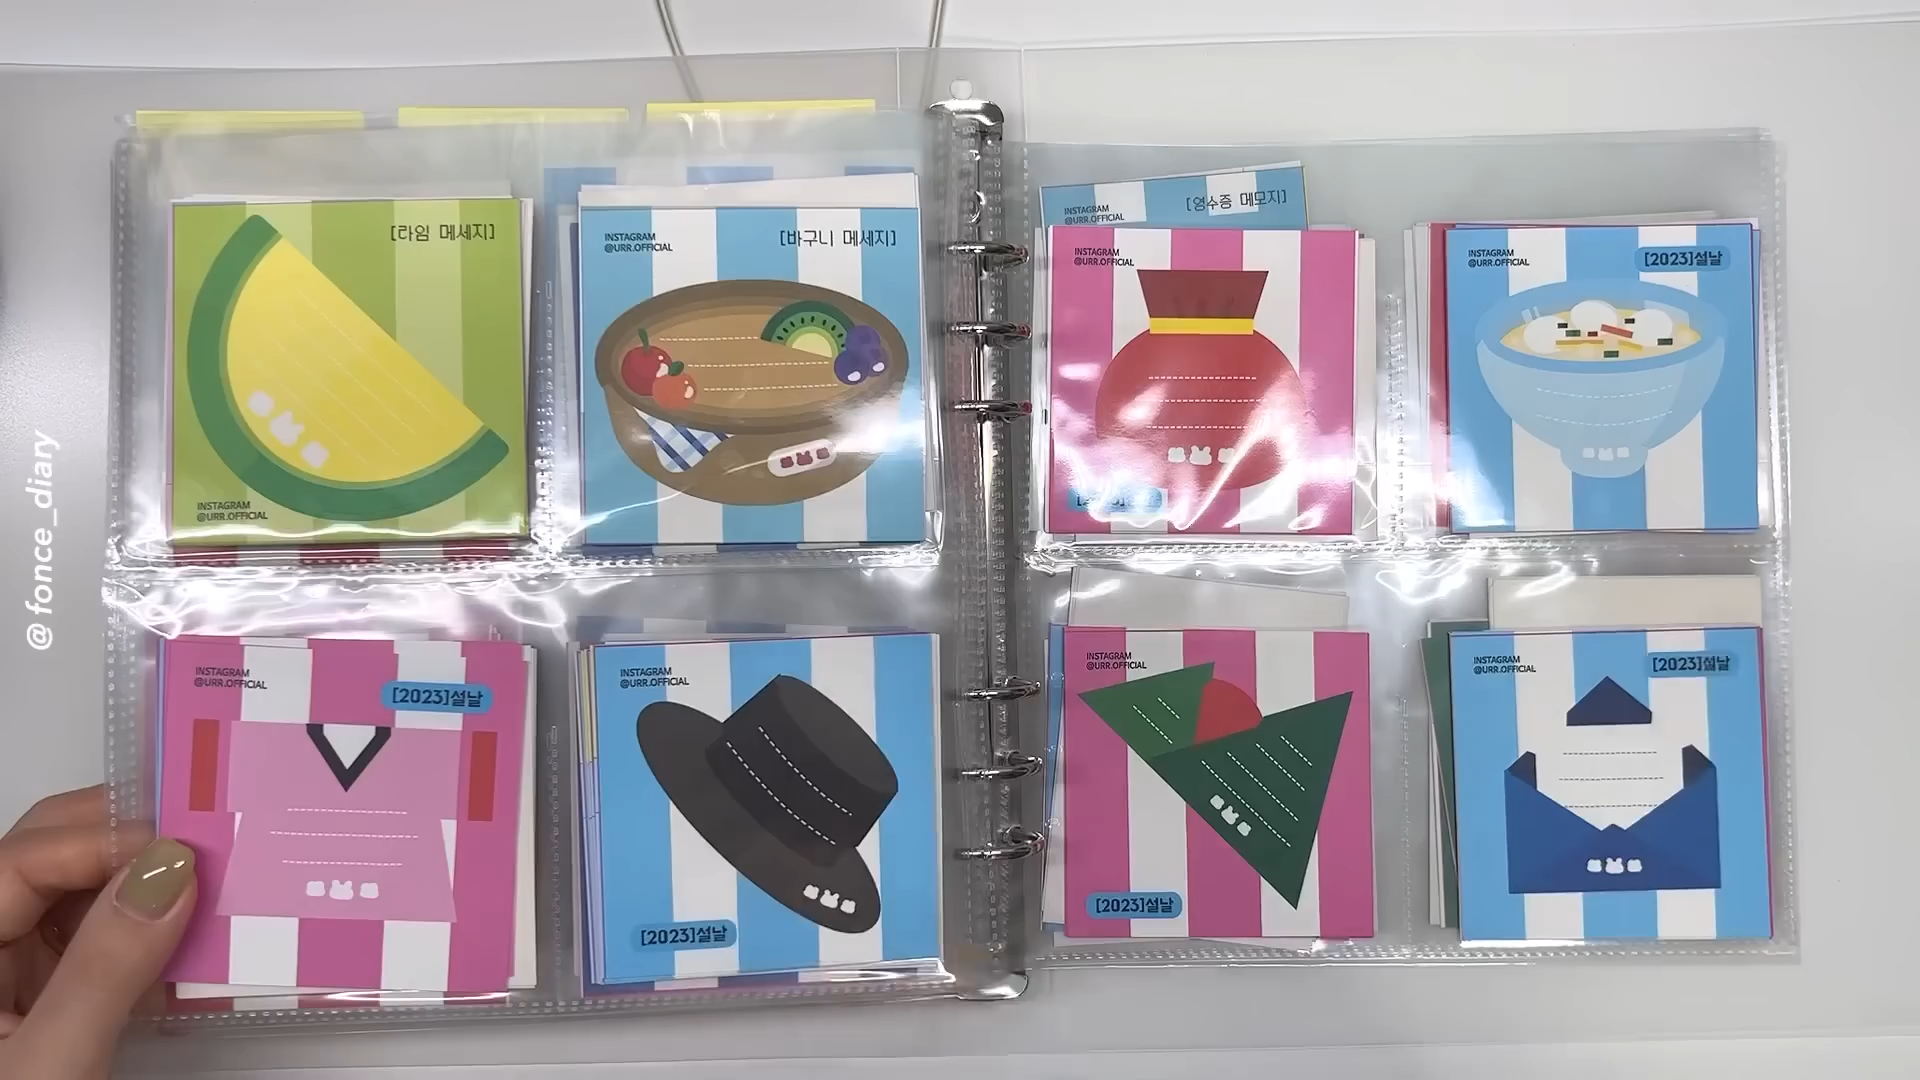 @fonce_diary
[라임 메세지]
INSTAGRAM
@URR.OFFICIAL
INSTAGRAM
@URR.OFFICIAL
[바구니 메세지]
INSTAGRAM
@URR.OFFICIAL
[영수증 메모지]
INSTAGRAM
@URR.OFFICIAL
INSTAGRAM
@URR.OFFICIAL
[2023]설날
INSTAGRAM
@URR.OFFICIAL
[2023]설날
INSTAGRAM
@URR.OFFICIAL
[2023]설날
INSTAGRAM
@URR.OFFICIAL
[2023]설날
INSTAGRAM
@URR.OFFICIAL
[2023]설날